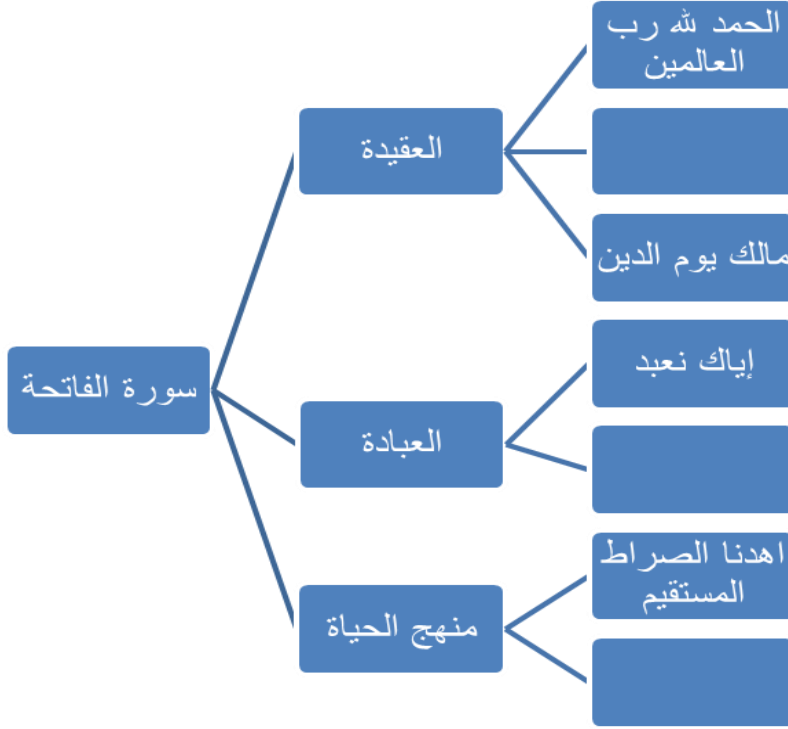 سورة الفاتحة
العقيدة
الحمد لله رب
العالمين
مالك يوم الدين
العبادة
إياك نعبد
منهج الحياة
اهدنا الصراط
المستقيم